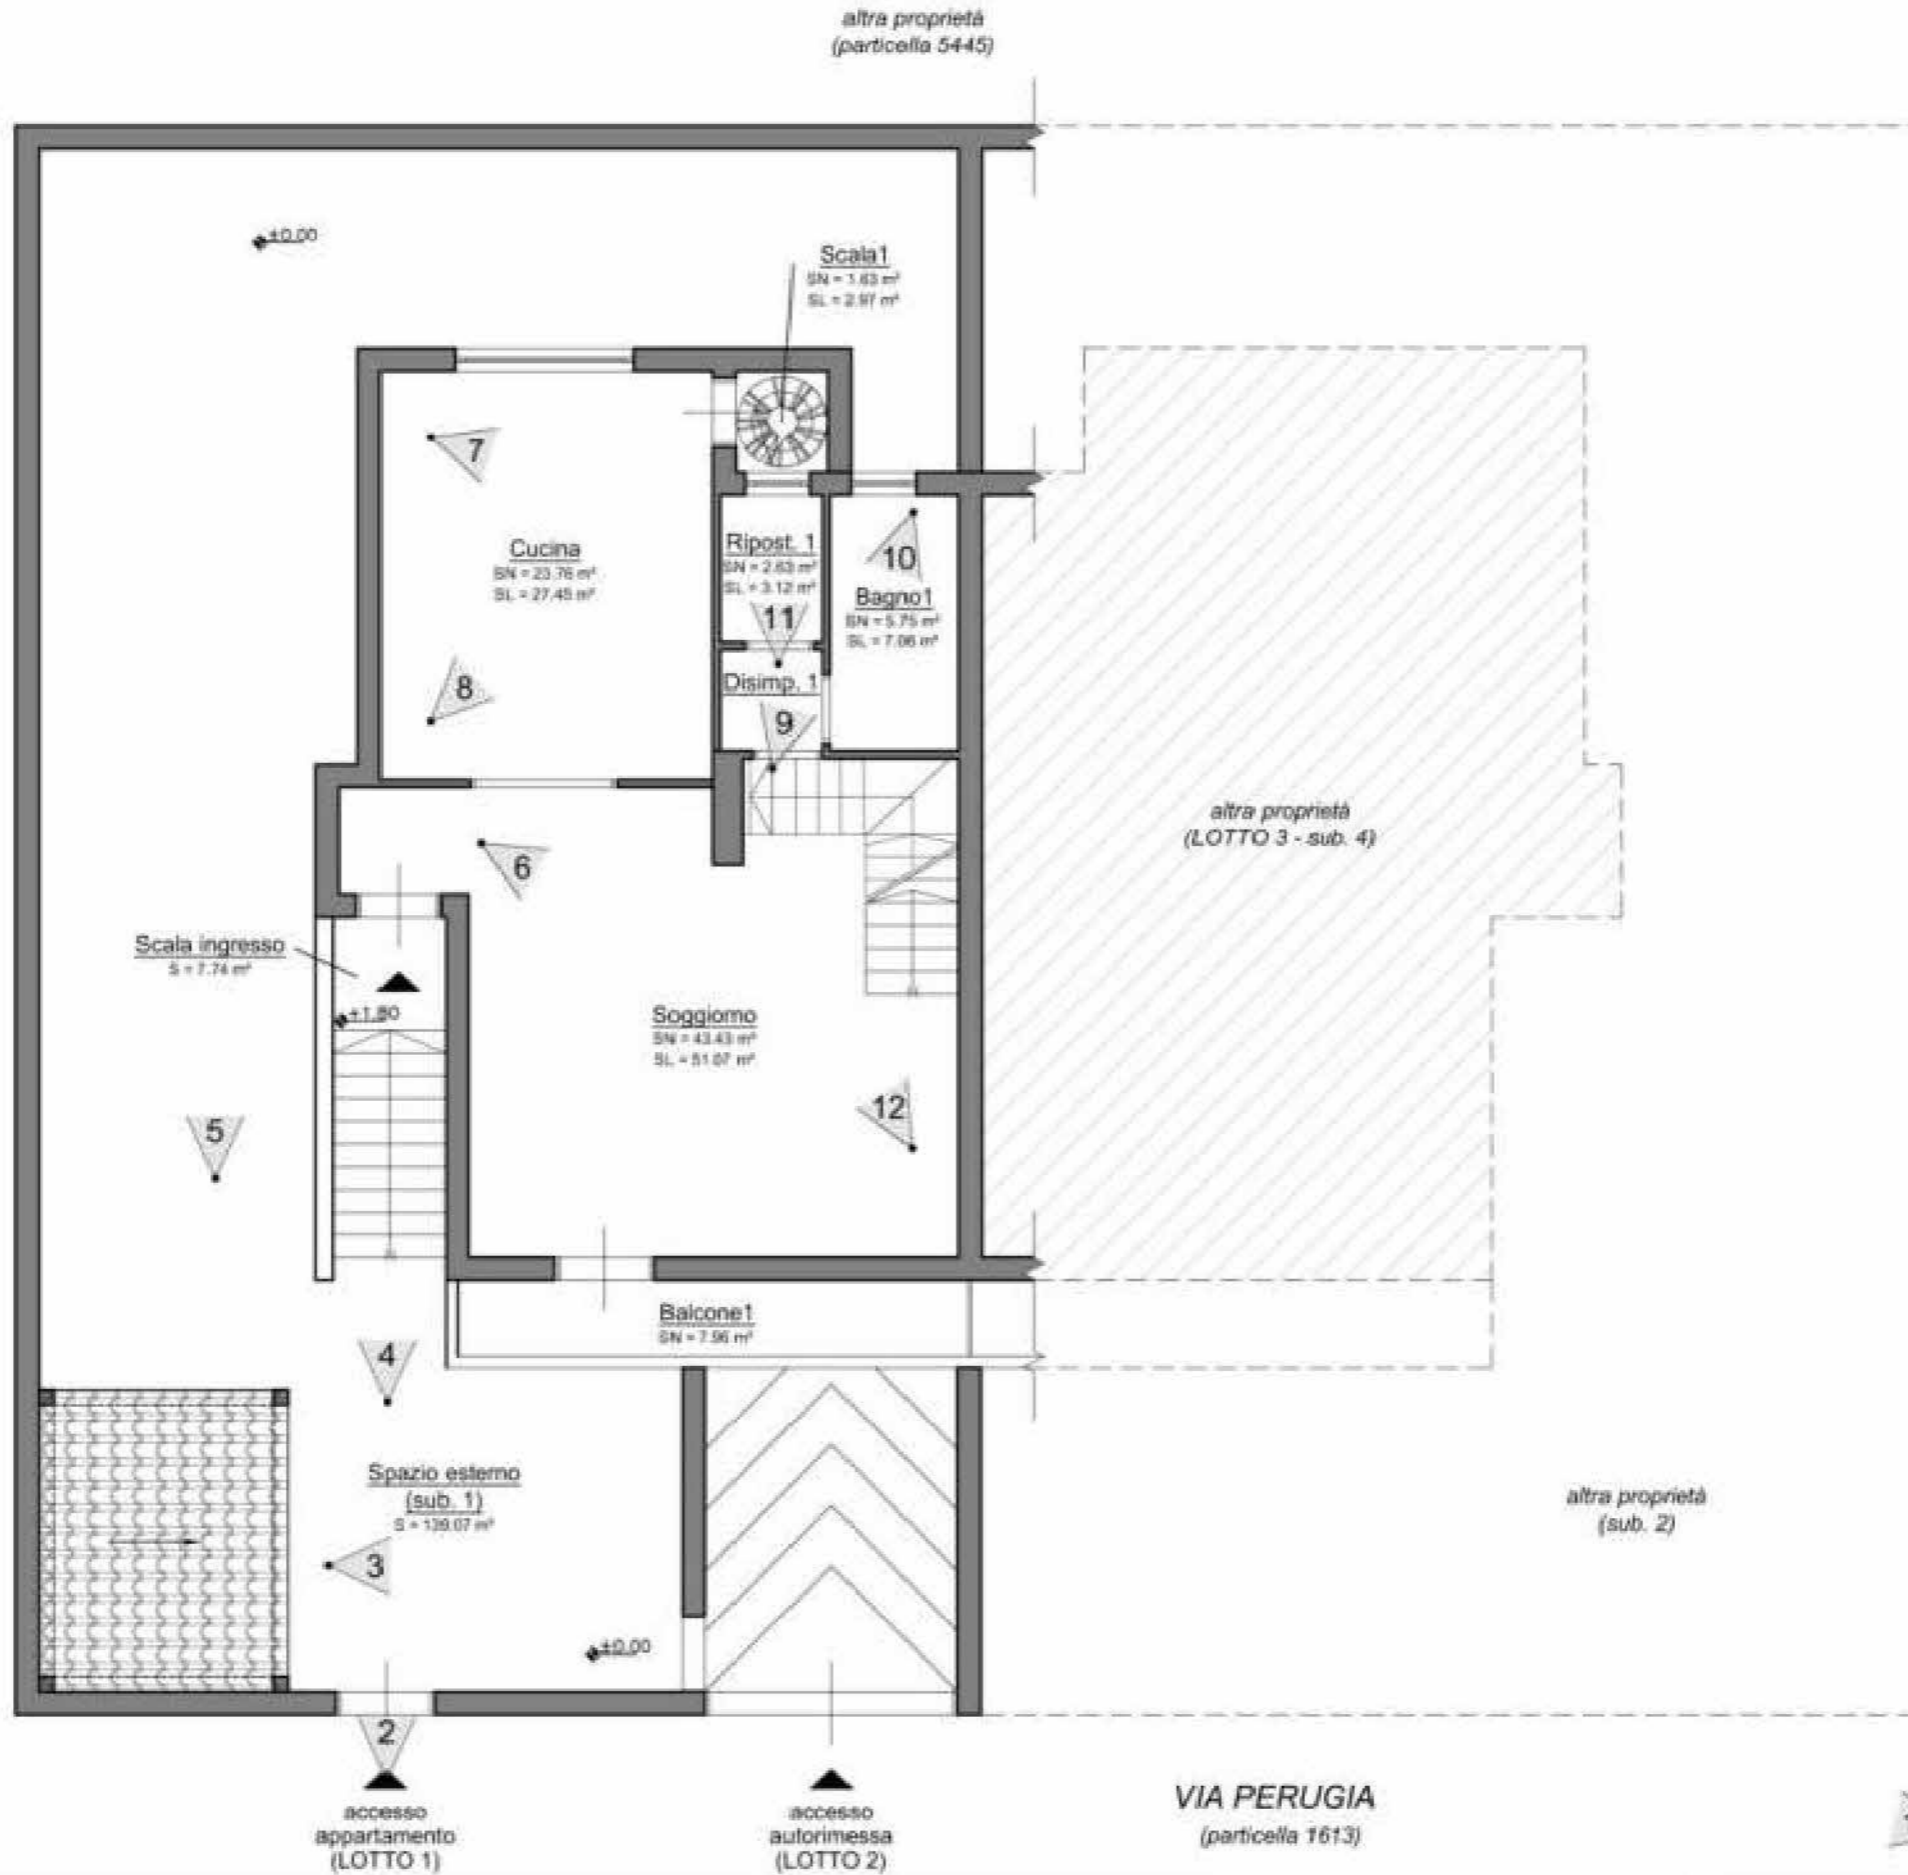 altra proprietà
(particella 5445)
±0.00
Scala1
SN = 1.63 m²
SL = 2.97 m²
7
Cucina
SN = 23.76 m²
SL = 27.45 m²
Ripost. 1
SN = 2.63 m²
SL = 3.12 m²
10
Bagno1
SN = 5.75 m²
SL = 7.06 m²
11
8
Disimp. 1
9
altra proprietà
(LOTTO 3 - sub. 4)
6
Scala ingresso
S = 7.74 m²
+1.80
Soggiorno
SN = 43.43 m²
SL = 51.07 m²
12
5
Balcone1
SN = 7.96 m²
4
Spazio esterno
(sub. 1)
S = 139.07 m²
altra proprietà
(sub. 2)
3
±0.00
2
accesso
appartamento
(LOTTO 1)
accesso
autorimessa
(LOTTO 2)
VIA PERUGIA
(particella 1613)